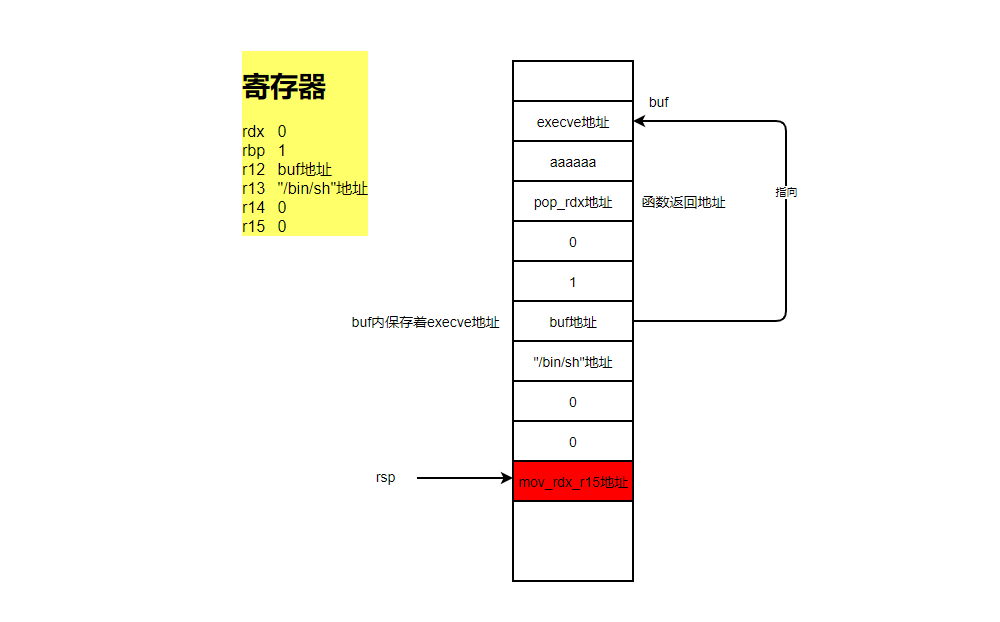 寄存器
rdx 0
rbp 1
r12 buf地址
r13 "/bin/sh"地址
r14 0
r15 0
buf
execve地址
aaaaaa
pop_rdx地址
函数返回地址
指向
0
1
buf内保存着execve地址
buf地址
"/bin/sh"地址
0
0
rsp
mov_rdx_r15地址